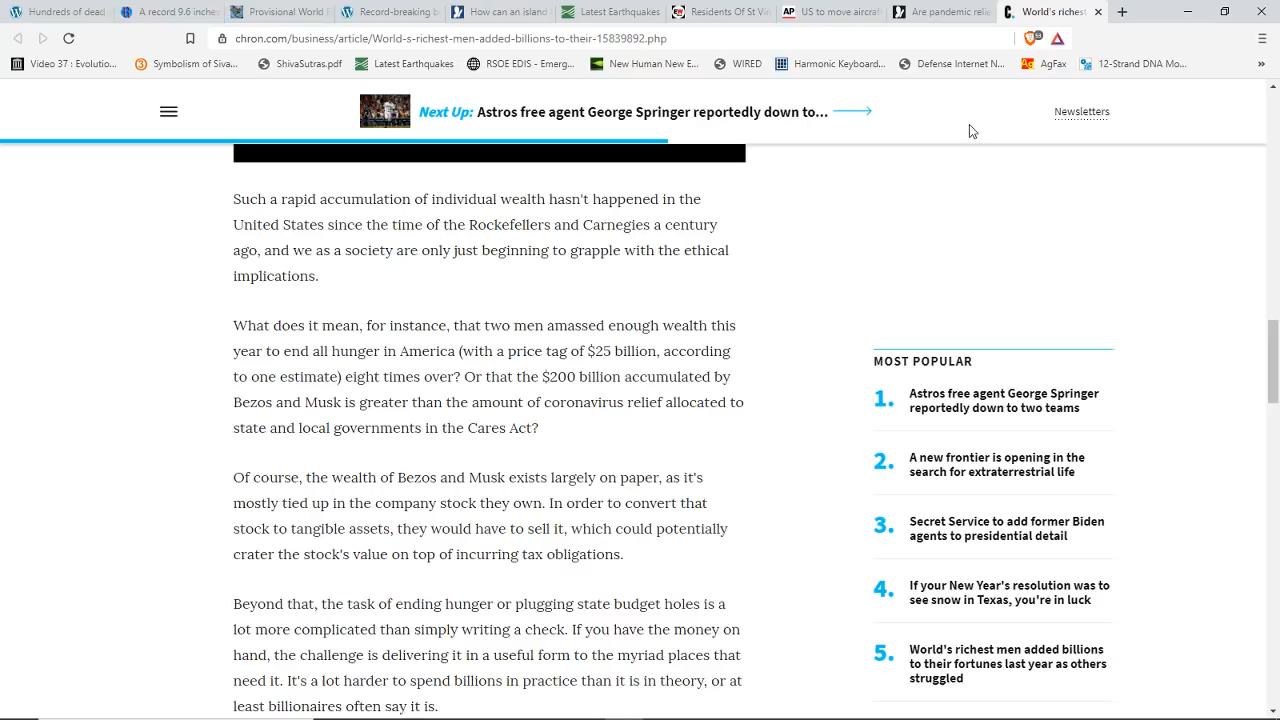 Hundreds of dead
A record 9.6 inches
Provisional World F
Record-breaking b
How can an island
Latest Earthquakes
Residents Of St Vin
US to move aircraf
Are pandemic relie
World's richest
chron.com/business/article/World-s-richest-men-added-billions-to-their-15839892.php
Video 37 : Evolutio...
Symbolism of Siva...
ShivaSutras.pdf
Latest Earthquakes
RSOE EDIS - Emerg...
New Human New E...
WIRED
Harmonic Keyboard...
Defense Internet N...
AgFax
12-Strand DNA Mo...
Next Up: Astros free agent George Springer reportedly down to...
Newsletters
Such a rapid accumulation of individual wealth hasn't happened in the
United States since the time of the Rockefellers and Carnegies a century
ago, and we as a society are only just beginning to grapple with the ethical
implications.
What does it mean, for instance, that two men amassed enough wealth this
year to end all hunger in America (with a price tag of $25 billion, according
to one estimate) eight times over? Or that the $200 billion accumulated by
Bezos and Musk is greater than the amount of coronavirus relief allocated to
state and local governments in the Cares Act?
Of course, the wealth of Bezos and Musk exists largely on paper, as it's
mostly tied up in the company stock they own. In order to convert that
stock to tangible assets, they would have to sell it, which could potentially
crater the stock's value on top of incurring tax obligations.
Beyond that, the task of ending hunger or plugging state budget holes is a
lot more complicated than simply writing a check. If you have the money on
hand, the challenge is delivering it in a useful form to the myriad places that
need it. It's a lot harder to spend billions in practice than it is in theory, or at
least billionaires often say it is.
MOST POPULAR
1. Astros free agent George Springer
reportedly down to two teams
2. A new frontier is opening in the
search for extraterrestrial life
3. Secret Service to add former Biden
agents to presidential detail
4. If your New Year's resolution was to
see snow in Texas, you're in luck
5. World's richest men added billions
to their fortunes last year as others
struggled